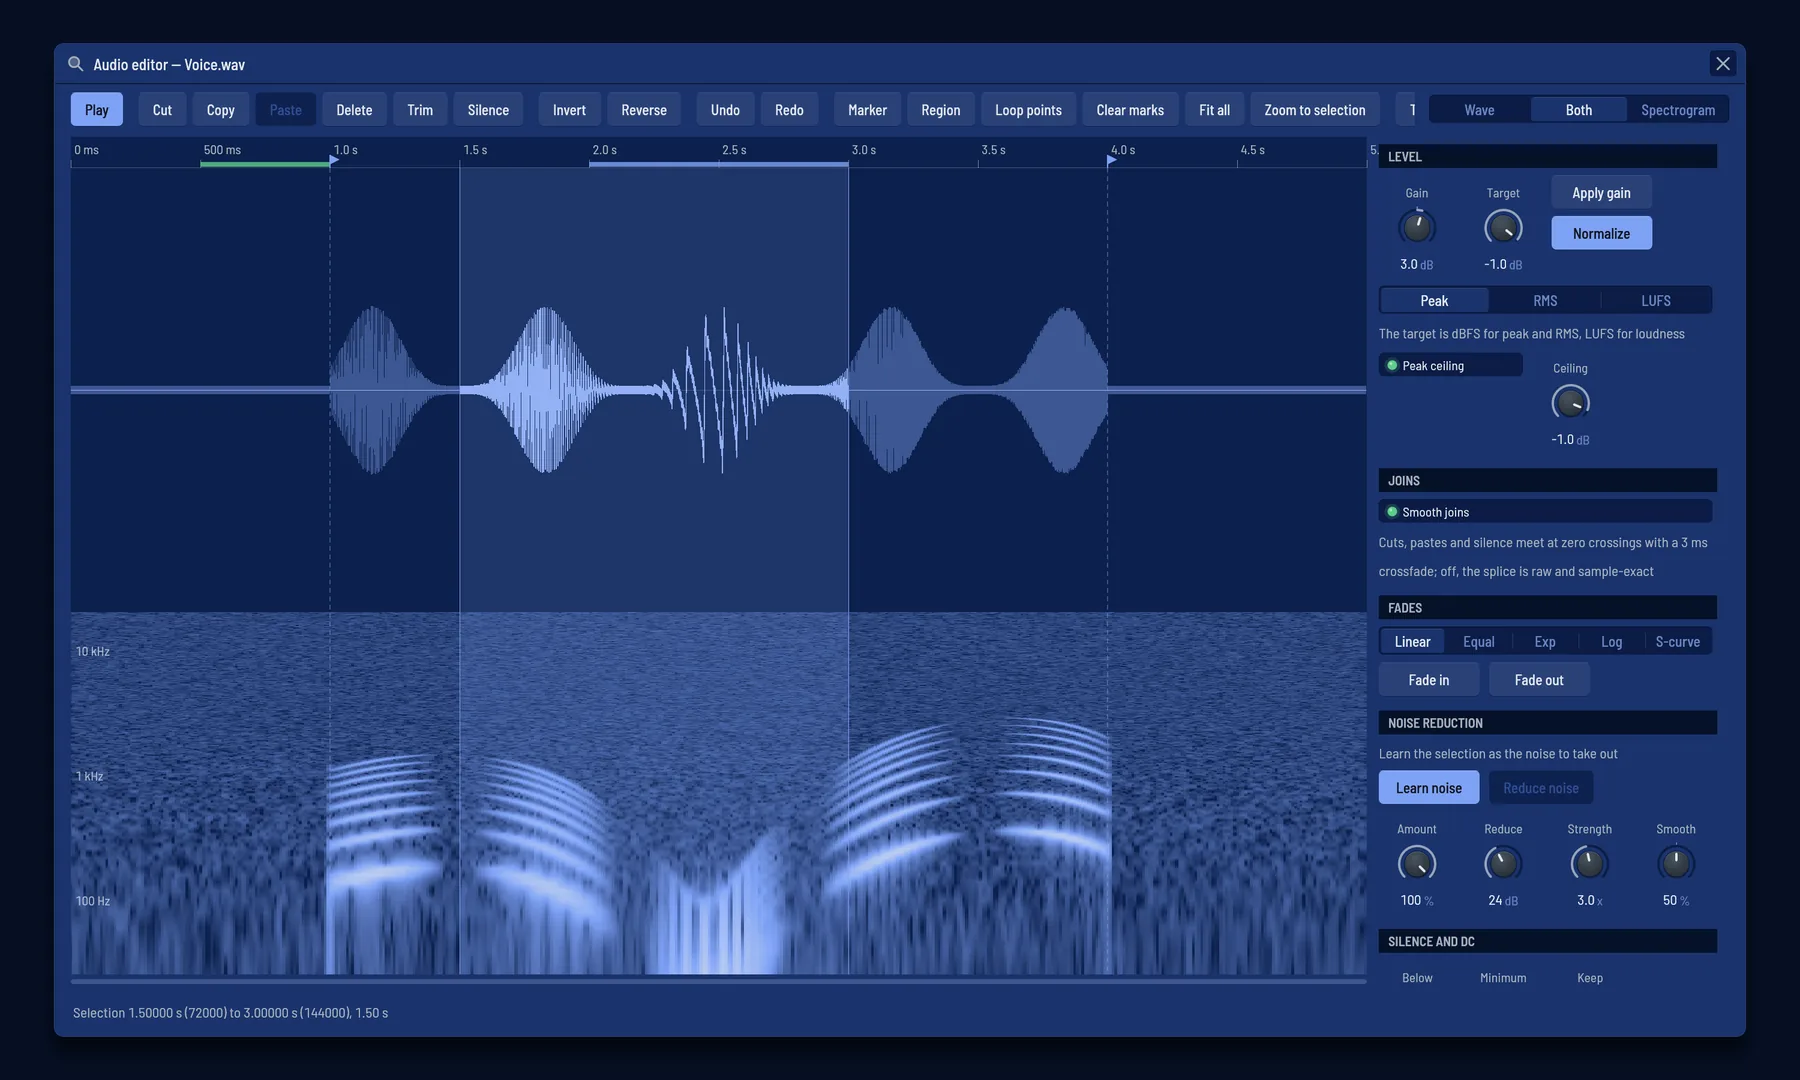 Audio editor – Voice.wav
Play Cut Copy Paste Delete Trim Silence Invert Reverse Undo Redo Marker Region Loop points Clear marks Fit all Zoom to selection Wave Both Spectrogram
0 ms 500 ms 1.0 s 1.5 s 2.0 s 2.5 s 3.0 s 3.5 s 4.0 s 4.5 s 5.
10 kHz
1 kHz
100 Hz
LEVEL
Gain Target Apply gain
Normalize
3.0 dB -1.0 dB
Peak RMS LUFS
The target is dBFS for peak and RMS, LUFS for loudness
Peak ceiling Ceiling
-1.0 dB
JOINS
Smooth joins
Cuts, pastes and silence meet at zero crossings with a 3 ms
crossfade; off, the splice is raw and sample-exact
FADES
Linear Equal Exp Log S-curve
Fade in Fade out
NOISE REDUCTION
Learn the selection as the noise to take out
Learn noise Reduce noise
Amount Reduce Strength Smooth
100 % 24 dB 3.0 x 50 %
SILENCE AND DC
Below Minimum Keep
Selection 1.50000 s (72000) to 3.00000 s (144000), 1.50 s